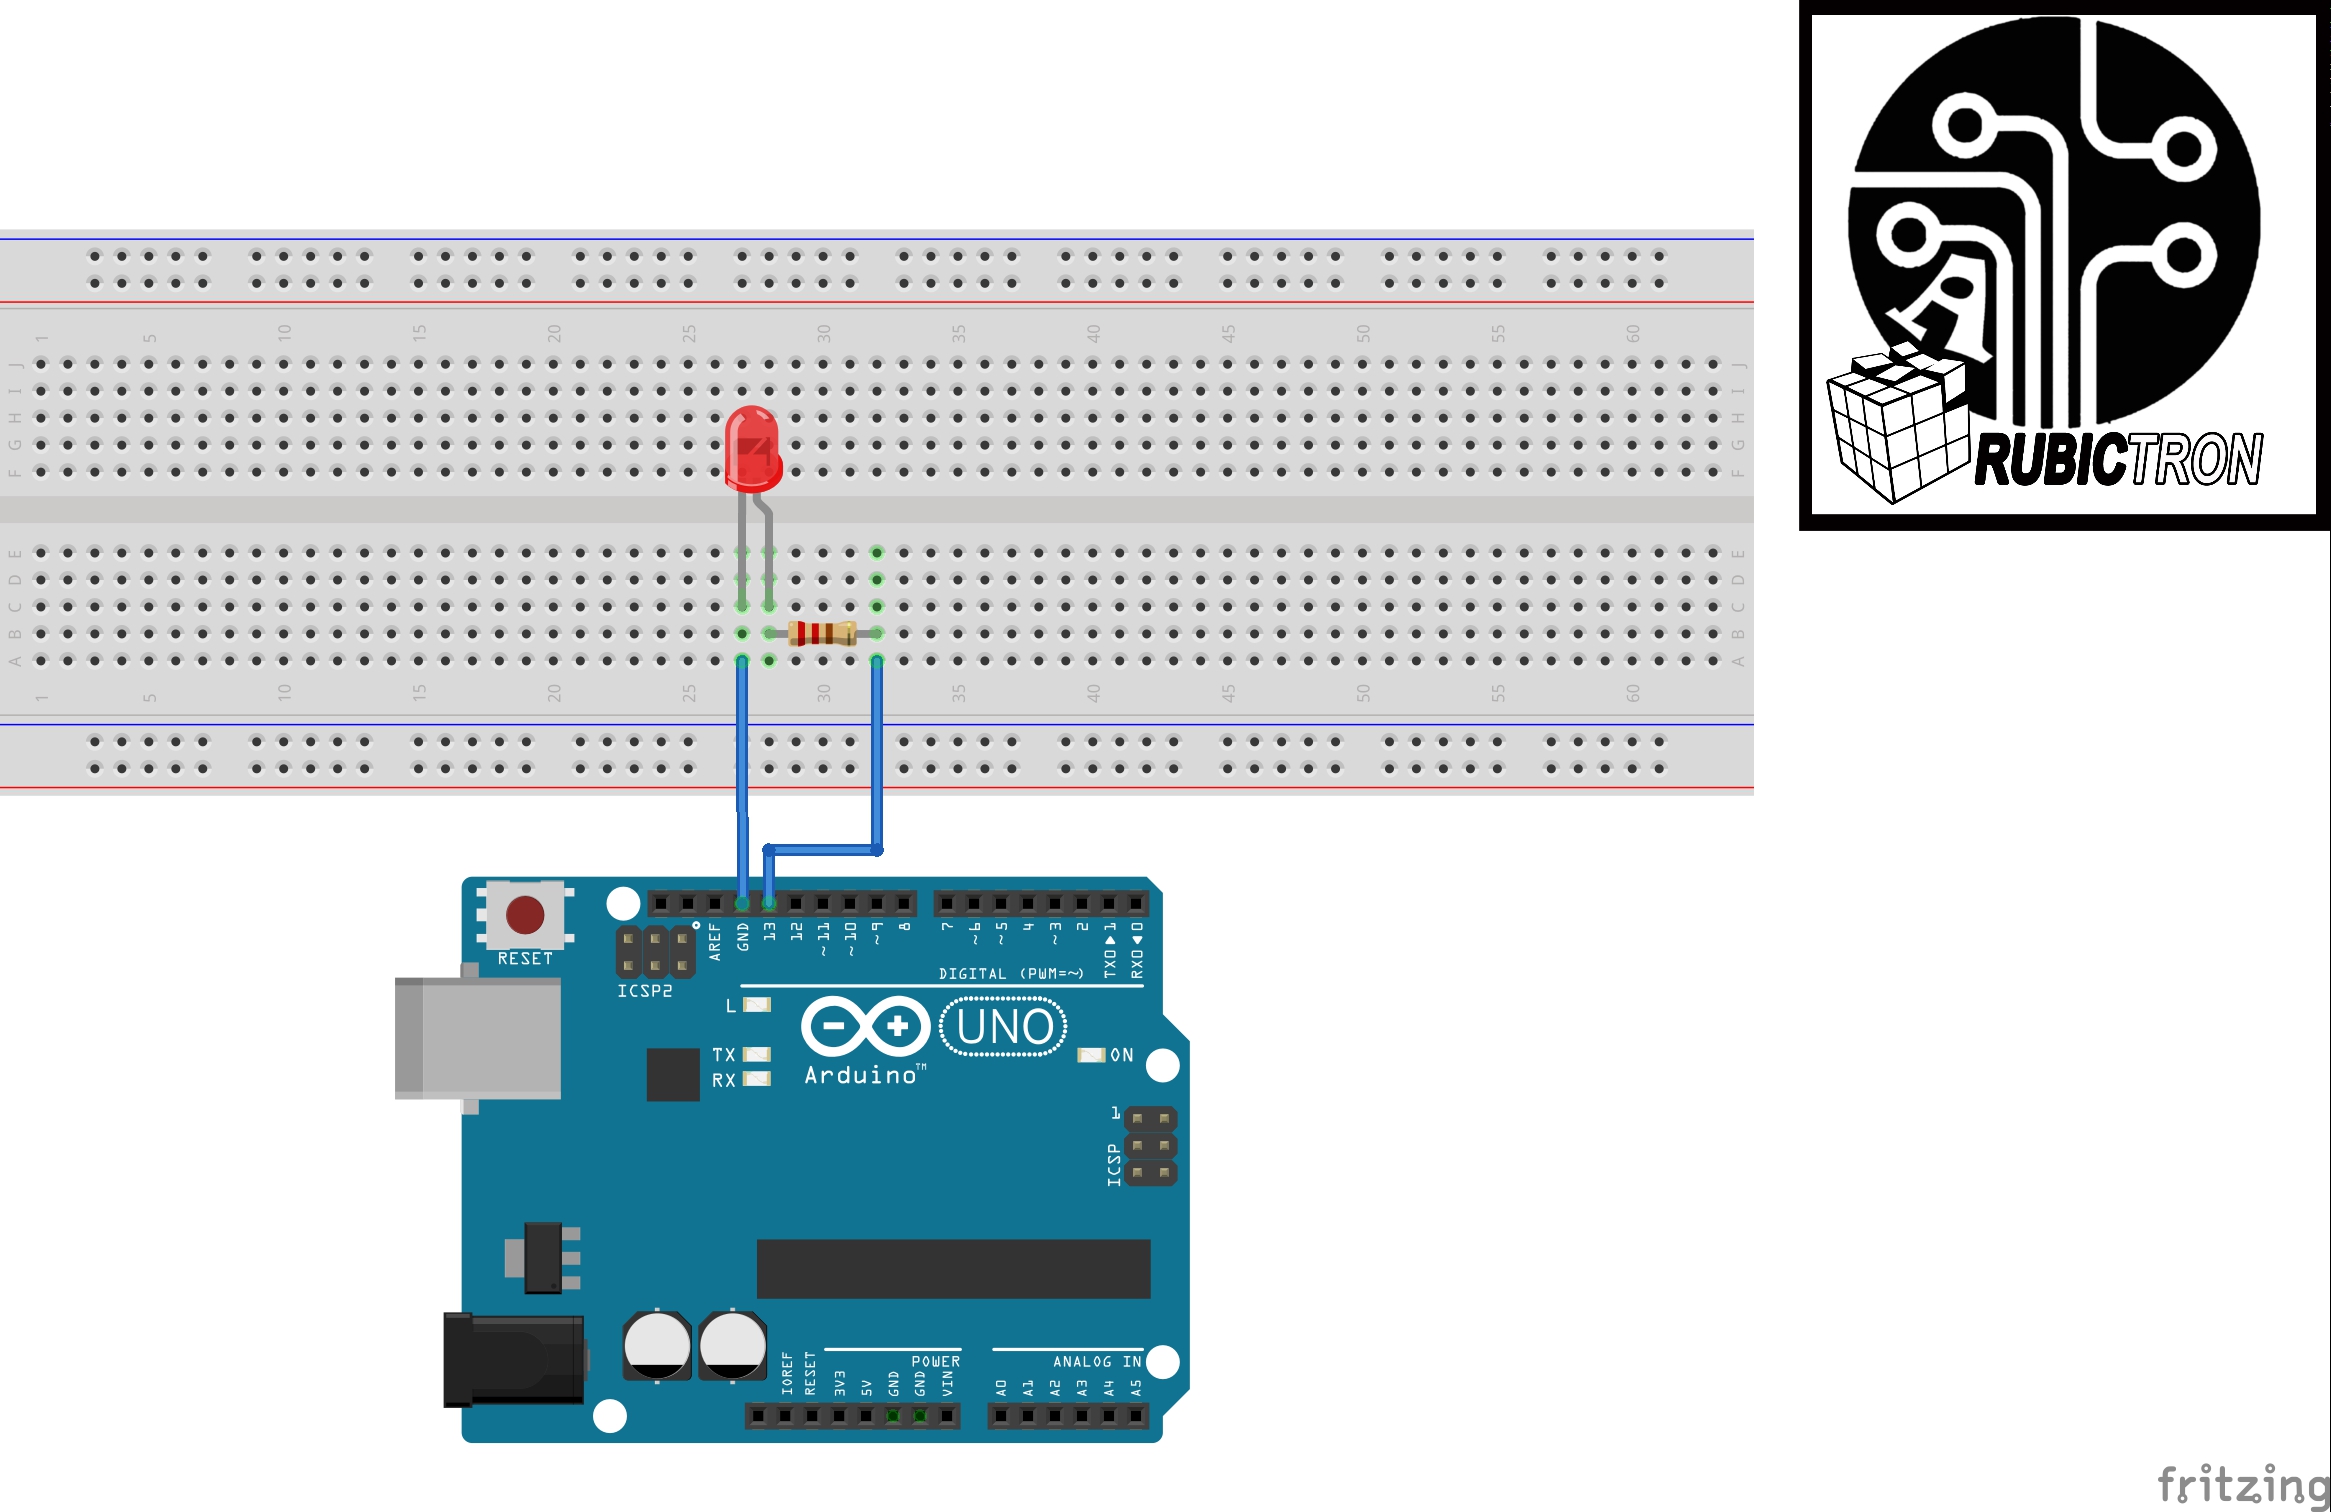 1 5 10 15 20 25 30 35 40 45 50 55 60
J J
I I
H H
G G
F F
E E
D D
C C
B B
A A
1 5 10 15 20 25 30 35 40 45 50 55 60
RUBICTRON
RESET
ICSP2
AREF GND 13 12 ~11 ~10 ~9 8 7 ~6 ~5 4 ~3 2 TX0▶1 RX0◀0
DIGITAL (PWM=~)
L
TX
RX
Arduino™
UNO
ON
1
ICSP
POWER
ANALOG IN
IOREF RESET 3V3 5V GND GND VIN A0 A1 A2 A3 A4 A5
fritzing